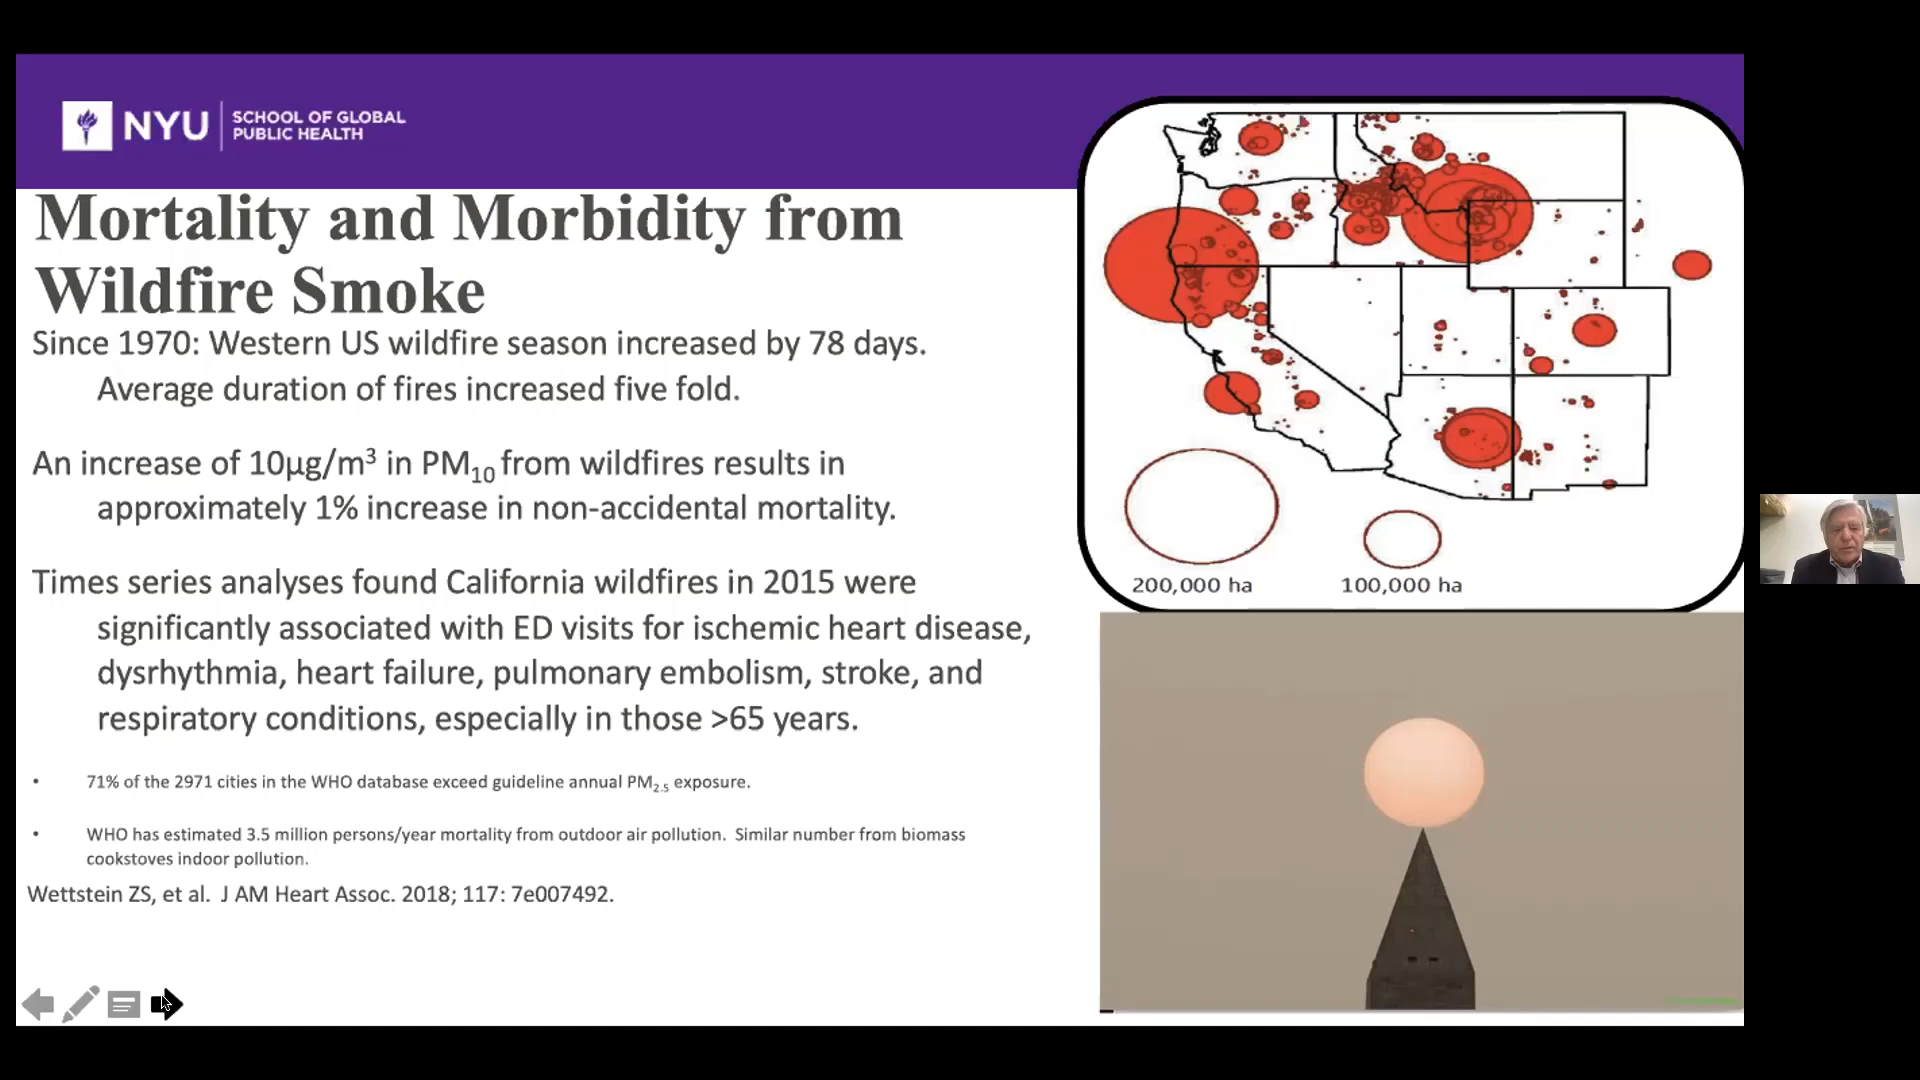 NYU
SCHOOL OF GLOBAL
PUBLIC HEALTH
Mortality and Morbidity from
Wildfire Smoke
Since 1970: Western US wildfire season increased by 78 days.
Average duration of fires increased five fold.
An increase of 10µg/m³ in PM₁₀ from wildfires results in
approximately 1% increase in non-accidental mortality.
Times series analyses found California wildfires in 2015 were
significantly associated with ED visits for ischemic heart disease,
dysrhythmia, heart failure, pulmonary embolism, stroke, and
respiratory conditions, especially in those >65 years.
• 71% of the 2971 cities in the WHO database exceed guideline annual PM₂.₅ exposure.
• WHO has estimated 3.5 million persons/year mortality from outdoor air pollution. Similar number from biomass
cookstoves indoor pollution.
Wettstein ZS, et al. J AM Heart Assoc. 2018; 117: 7e007492.
200,000 ha
100,000 ha